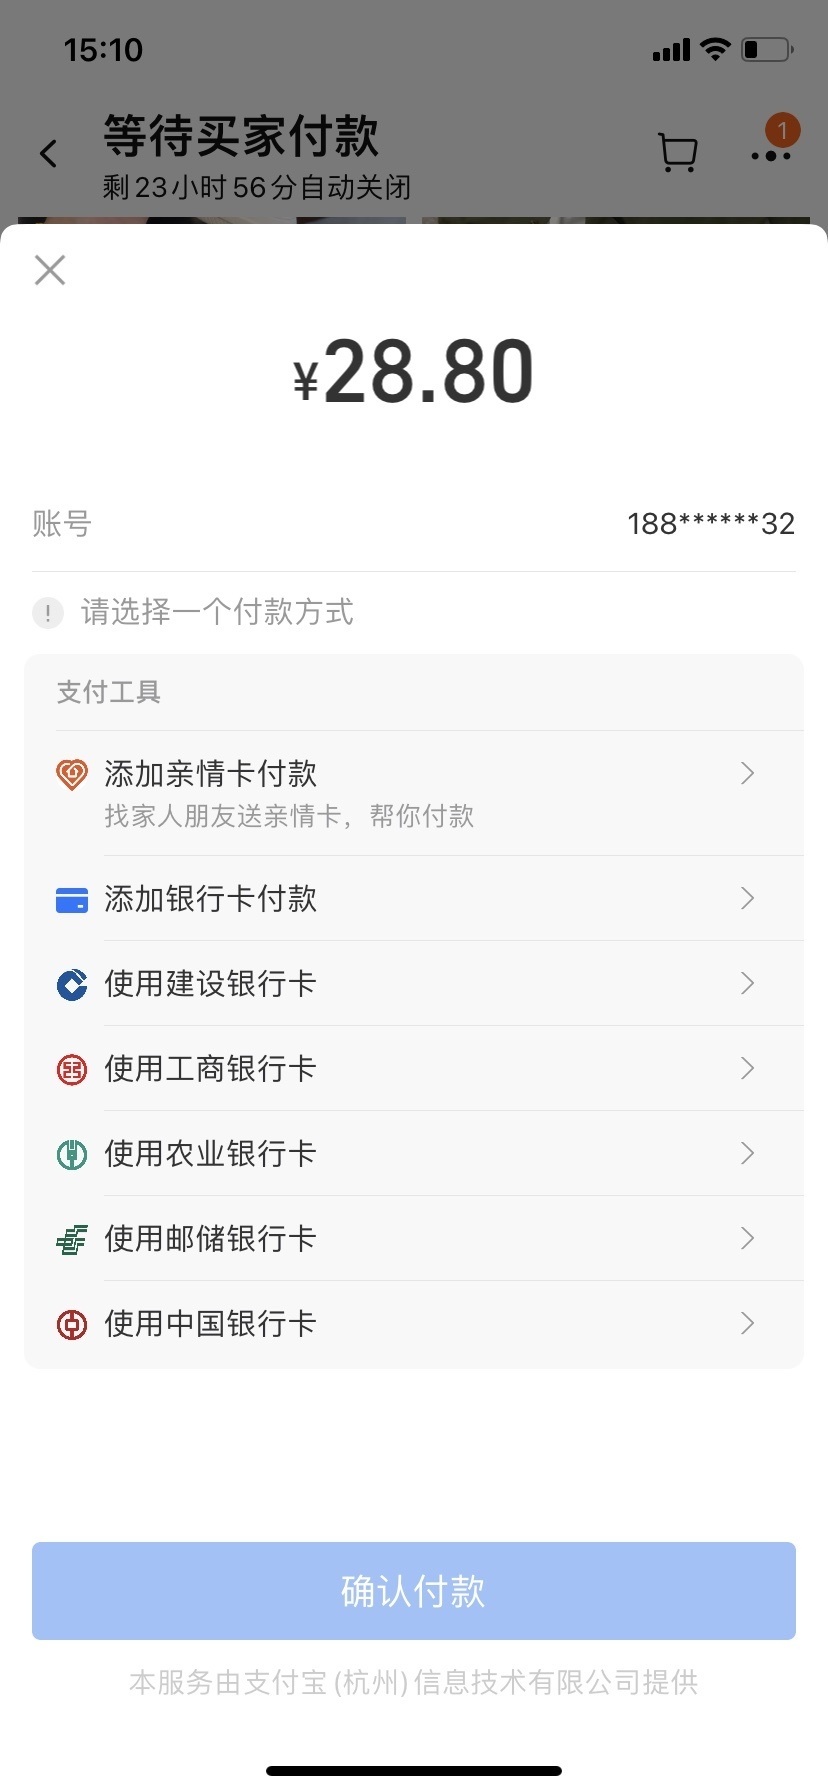 15:10
等待买家付款
1
剩23小时56分自动关闭
¥28.80
账号 188******32
! 请选择一个付款方式
支付工具
添加亲情卡付款
找家人朋友送亲情卡，帮你付款
添加银行卡付款
使用建设银行卡
使用工商银行卡
使用农业银行卡
使用邮储银行卡
使用中国银行卡
确认付款
本服务由支付宝(杭州)信息技术有限公司提供